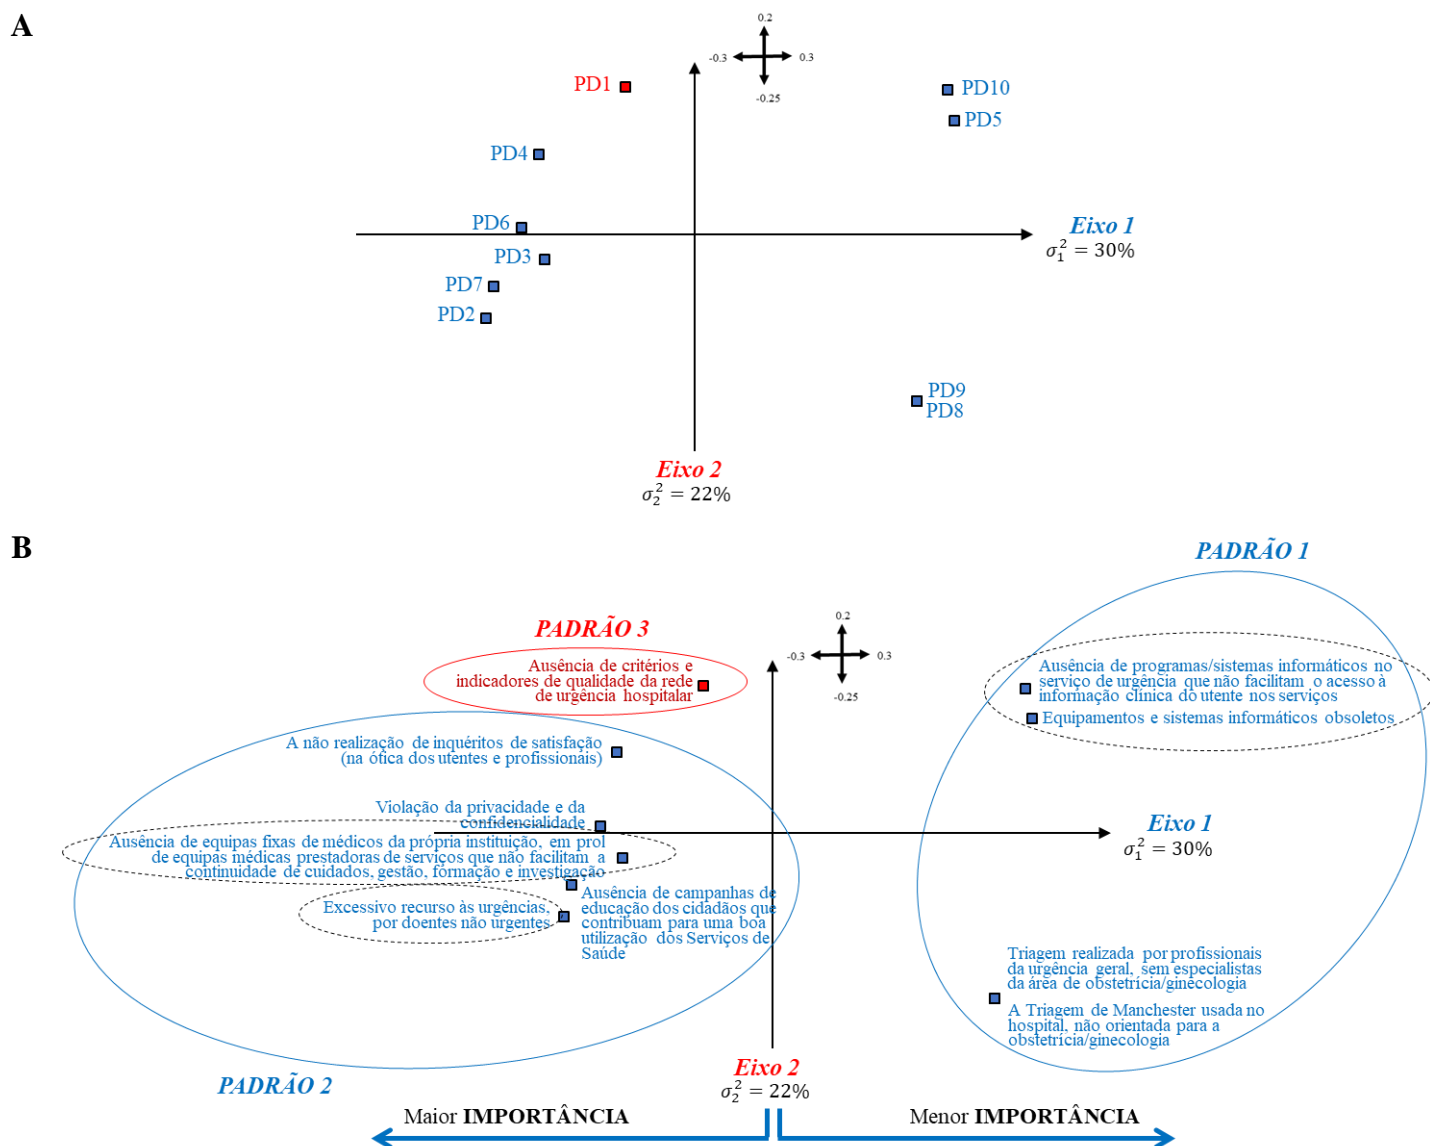 A
0.2
-0.3
0.3
-0.25
PD1
PD10
PD5
PD4
PD6
Eixo 1
σ₁² = 30%
PD3
PD7
PD2
PD9
PD8
Eixo 2
σ₂² = 22%
B
PADRÃO 1
PADRÃO 3
0.2
-0.3
0.3
-0.25
Ausência de critérios e
indicadores de qualidade da rede
de urgência hospitalar
Ausência de programas/sistemas informáticos no
serviço de urgência que não facilitam o acesso à
informação clínica do utente nos serviços
Equipamentos e sistemas informáticos obsoletos
A não realização de inquéritos de satisfação
(na ótica dos utentes e profissionais)
Violação da privacidade e da
confidencialidade
Eixo 1
σ₁² = 30%
Ausência de equipas fixas de médicos da própria instituição, em prol
de equipas médicas prestadoras de serviços que não facilitam a
continuidade de cuidados, gestão, formação e investigação
Ausência de campanhas de
educação dos cidadãos que
contribuam para uma boa
utilização dos Serviços de
Saúde
Excessivo recurso às urgências,
por doentes não urgentes
Triagem realizada por profissionais
da urgência geral, sem especialistas
da área de obstetrícia/ginecologia
A Triagem de Manchester usada no
hospital, não orientada para a
obstetrícia/ginecologia
PADRÃO 2
Eixo 2
σ₂² = 22%
Maior IMPORTÂNCIA
Menor IMPORTÂNCIA